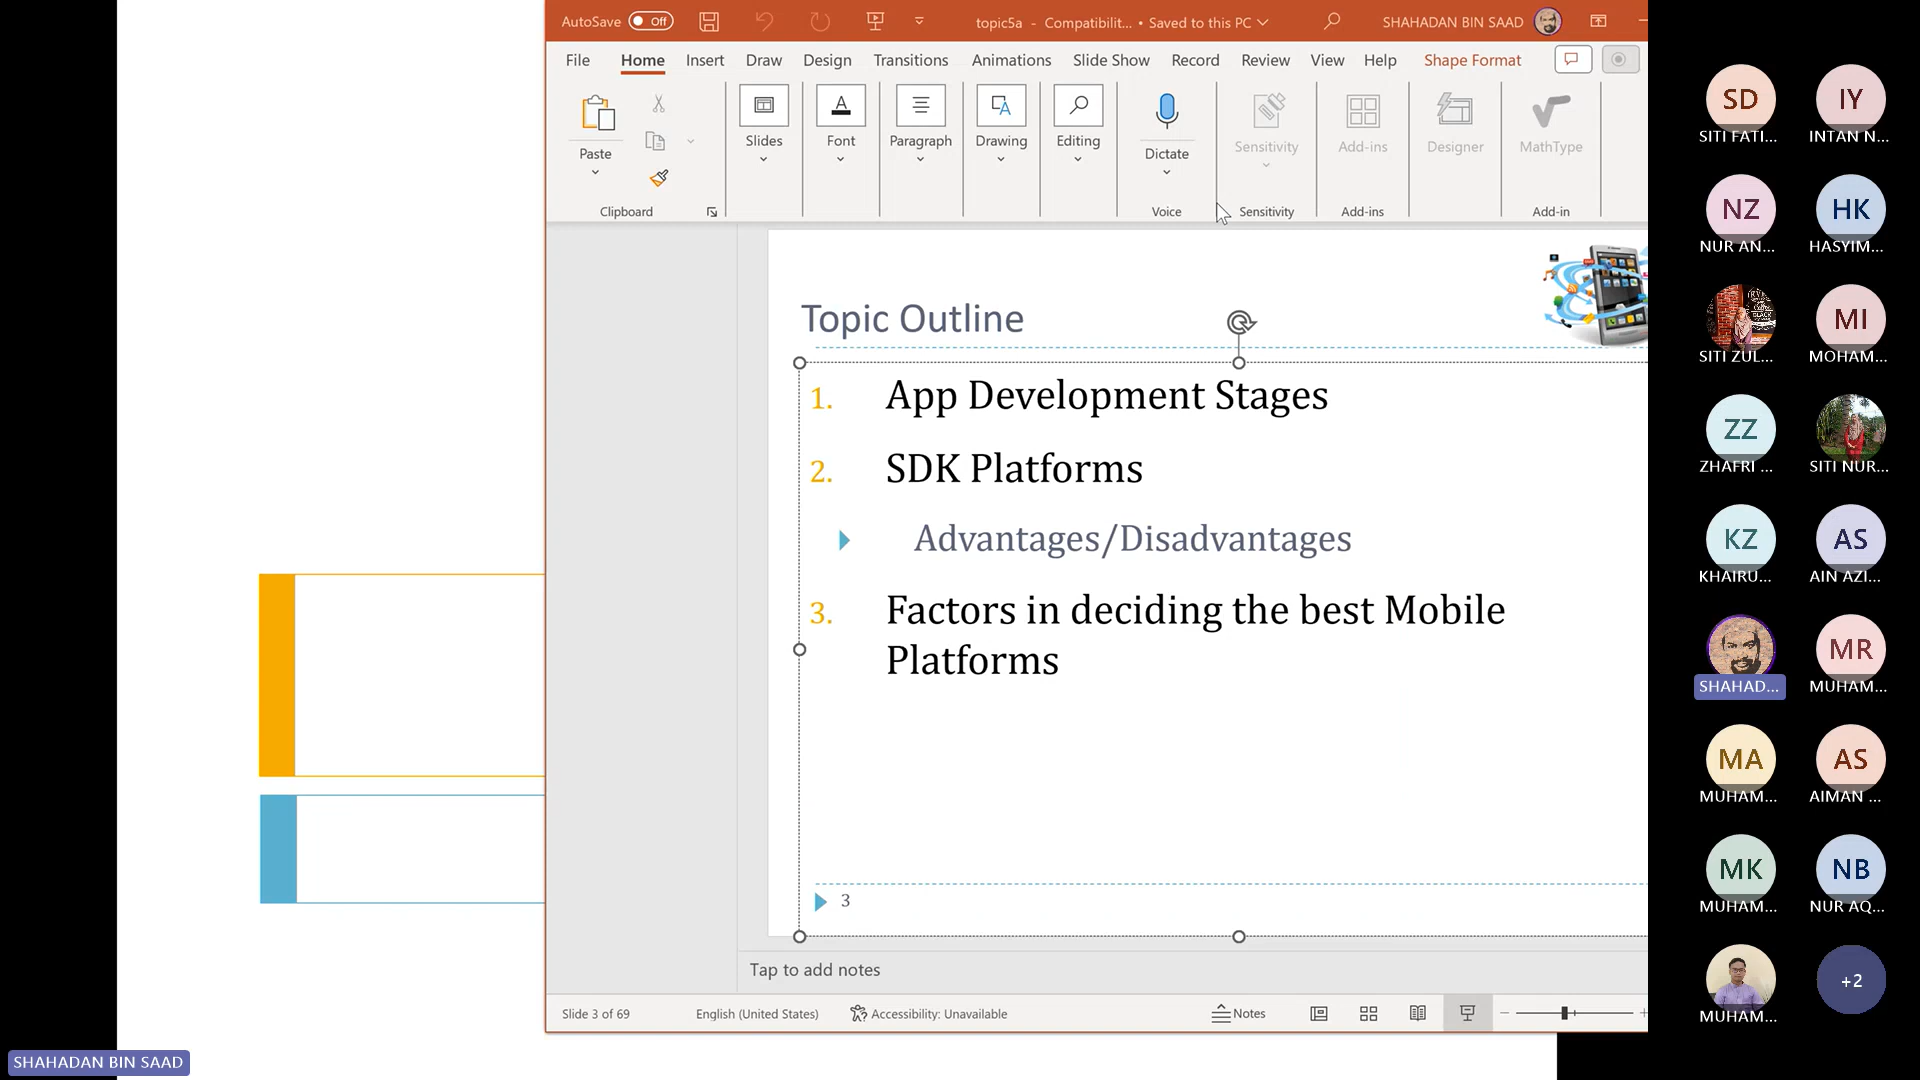 AutoSave Off topic5a - Compatibilit... • Saved to this PC SHAHADAN BIN SAAD
File Home Insert Draw Design Transitions Animations Slide Show Record Review View Help Shape Format
Paste
Slides
Font
Paragraph
Drawing
Editing
Dictate
Sensitivity
Add-ins
Designer
MathType
Clipboard Voice Sensitivity Add-ins Add-in
Topic Outline
1. App Development Stages
2. SDK Platforms
Advantages/Disadvantages
3. Factors in deciding the best Mobile
Platforms
3
Tap to add notes
Slide 3 of 69 English (United States) Accessibility: Unavailable Notes
SHAHADAN BIN SAAD
SD IY
SITI FATI... INTAN N...
NZ HK
NUR AN... HASYIM...
MI
SITI ZUL... MOHAM...
ZZ
ZHAFRI ... SITI NUR...
KZ AS
KHAIRU... AIN AZI...
MR
SHAHAD... MUHAM...
MA AS
MUHAM... AIMAN ...
MK NB
MUHAM... NUR AQ...
+2
MUHAM...